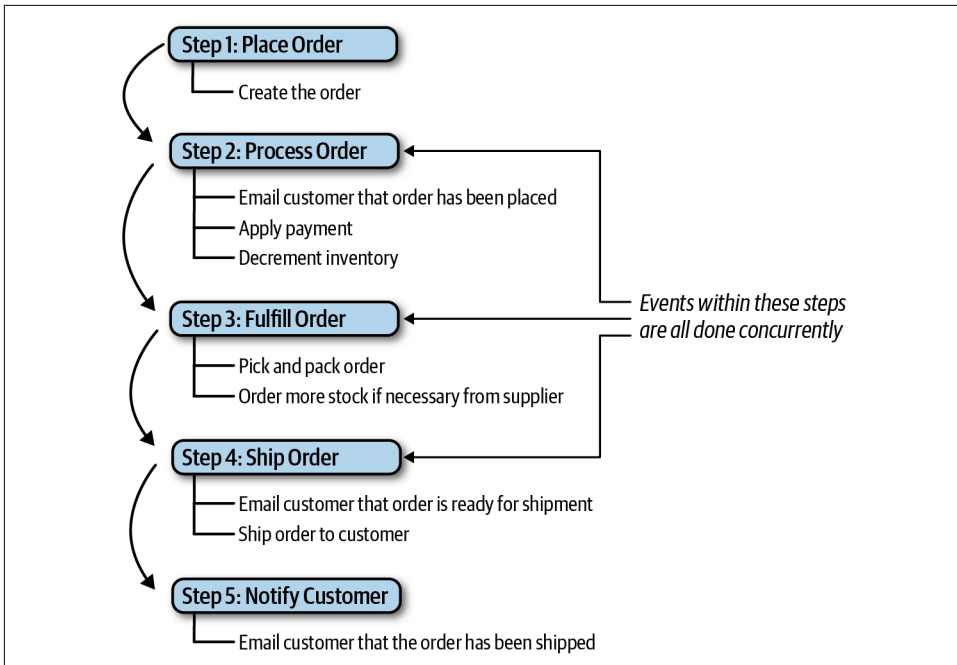 Step 1: Place Order
Create the order
Step 2: Process Order
Email customer that order has been placed
Apply payment
Decrement inventory
Events within these steps
are all done concurrently
Step 3: Fulfill Order
Pick and pack order
Order more stock if necessary from supplier
Step 4: Ship Order
Email customer that order is ready for shipment
Ship order to customer
Step 5: Notify Customer
Email customer that the order has been shipped